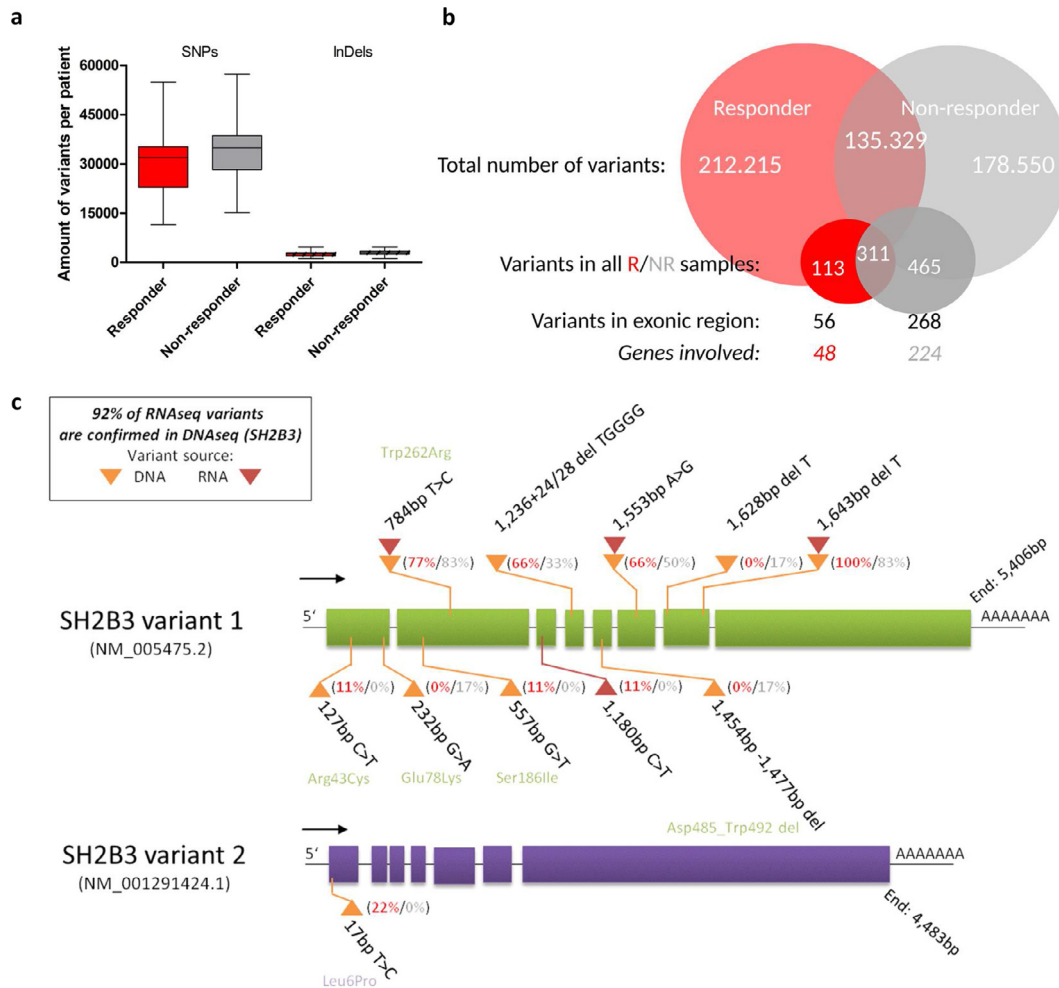 a
SNPs
InDels
Amount of variants per patient
60000
45000
30000
15000
0
Responder
Non-responder
Responder
Non-responder
b
Responder
Non-responder
Total number of variants:
212.215
135.329
178.550
Variants in all R/NR samples:
113
311
465
Variants in exonic region:
56
268
Genes involved:
48
224
c
92% of RNAseq variants
are confirmed in DNAseq (SH2B3)
Variant source:
DNA
RNA
Trp262Arg
784bp T>C
(77%/83%)
1,236+24/28 del TGGGG
(66%/33%)
1,553bp A>G
(66%/50%)
1,628bp del T
(0%/17%)
1,643bp del T
(100%/83%)
End: 5,406bp
SH2B3 variant 1
(NM_005475.2)
5‘
AAAAAAA
(11%/0%)
127bp C>T
Arg43Cys
(0%/17%)
232bp G>A
Glu78Lys
(11%/0%)
557bp G>T
Ser186Ile
(11%/0%)
1,180bp C>T
(0%/17%)
1,454bp -1,477bp del
Asp485_Trp492 del
SH2B3 variant 2
(NM_001291424.1)
5‘
AAAAAAA
End: 4,483bp
(22%/0%)
17bp T>C
Leu6Pro